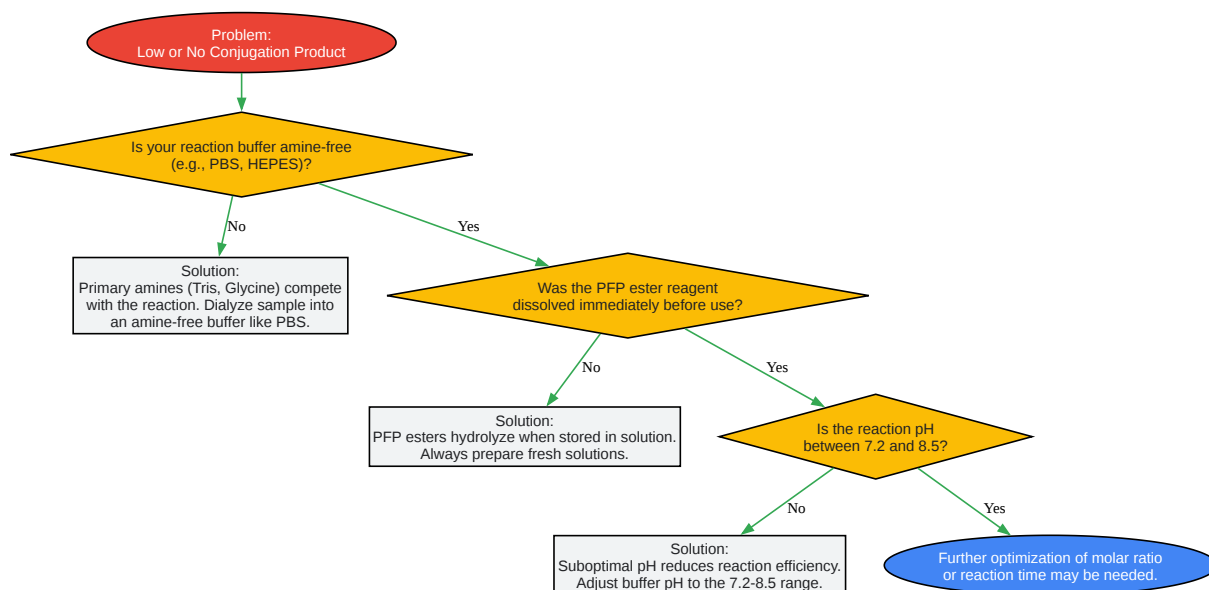 Problem:
Low or No Conjugation Product
Is your reaction buffer amine-free
(e.g., PBS, HEPES)?
No
Yes
Solution:
Primary amines (Tris, Glycine) compete
with the reaction. Dialyze sample into
an amine-free buffer like PBS.
Was the PFP ester reagent
dissolved immediately before use?
No
Yes
Solution:
PFP esters hydrolyze when stored in solution.
Always prepare fresh solutions.
Is the reaction pH
between 7.2 and 8.5?
No
Yes
Solution:
Suboptimal pH reduces reaction efficiency.
Adjust buffer pH to the 7.2-8.5 range.
Further optimization of molar ratio
or reaction time may be needed.